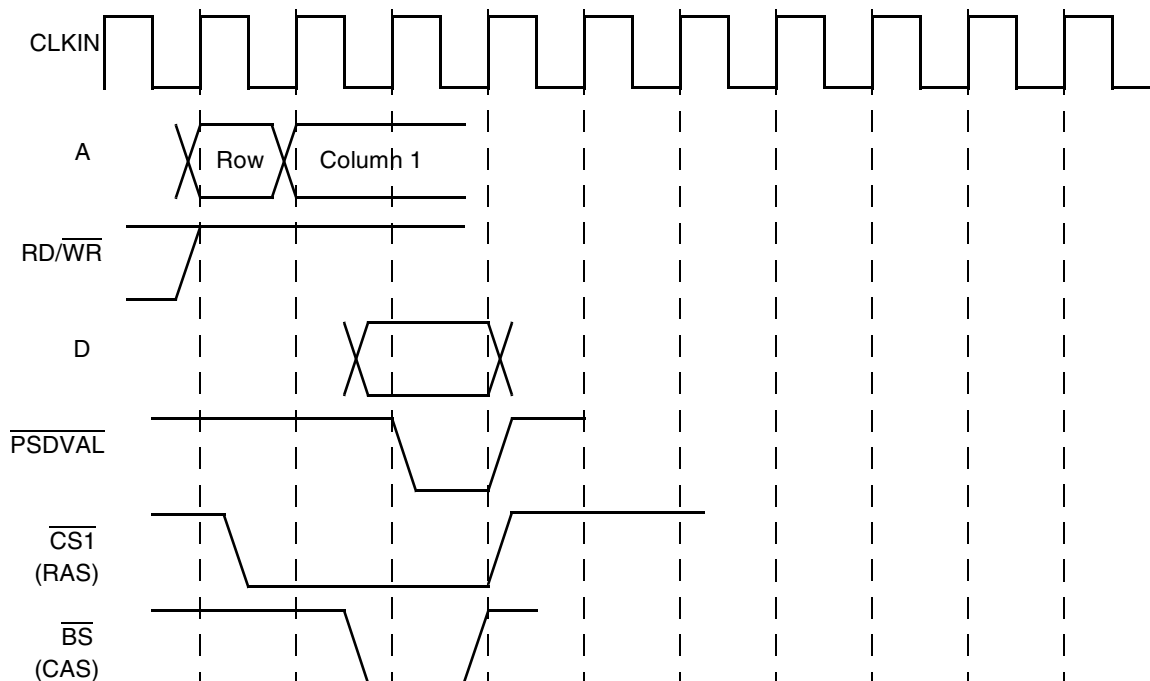 CLKIN
A
Row
Column 1
RD/WR
D
PSDVAL
CS1
(RAS)
BS
(CAS)